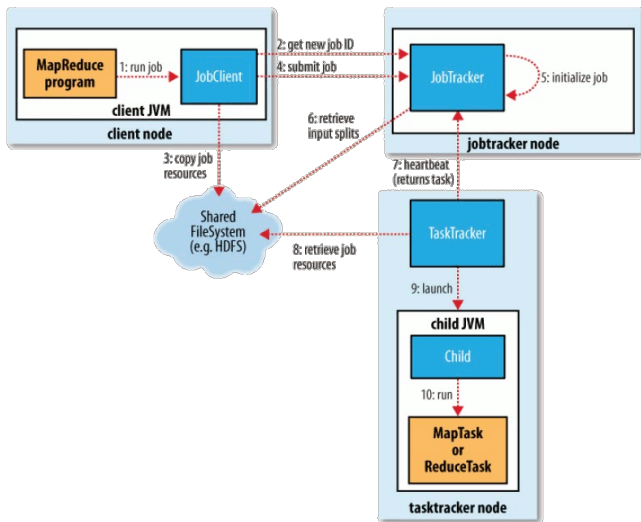 MapReduce
program
1: run job
JobClient
client JVM
client node
2: get new job ID
4: submit job
JobTracker
5: initialize job
jobtracker node
3: copy job
resources
6: retrieve
input splits
7: heartbeat
(returns task)
Shared
FileSystem
(e.g. HDFS)
8: retrieve job
resources
TaskTracker
9: launch
child JVM
Child
10: run
MapTask
or
ReduceTask
tasktracker node